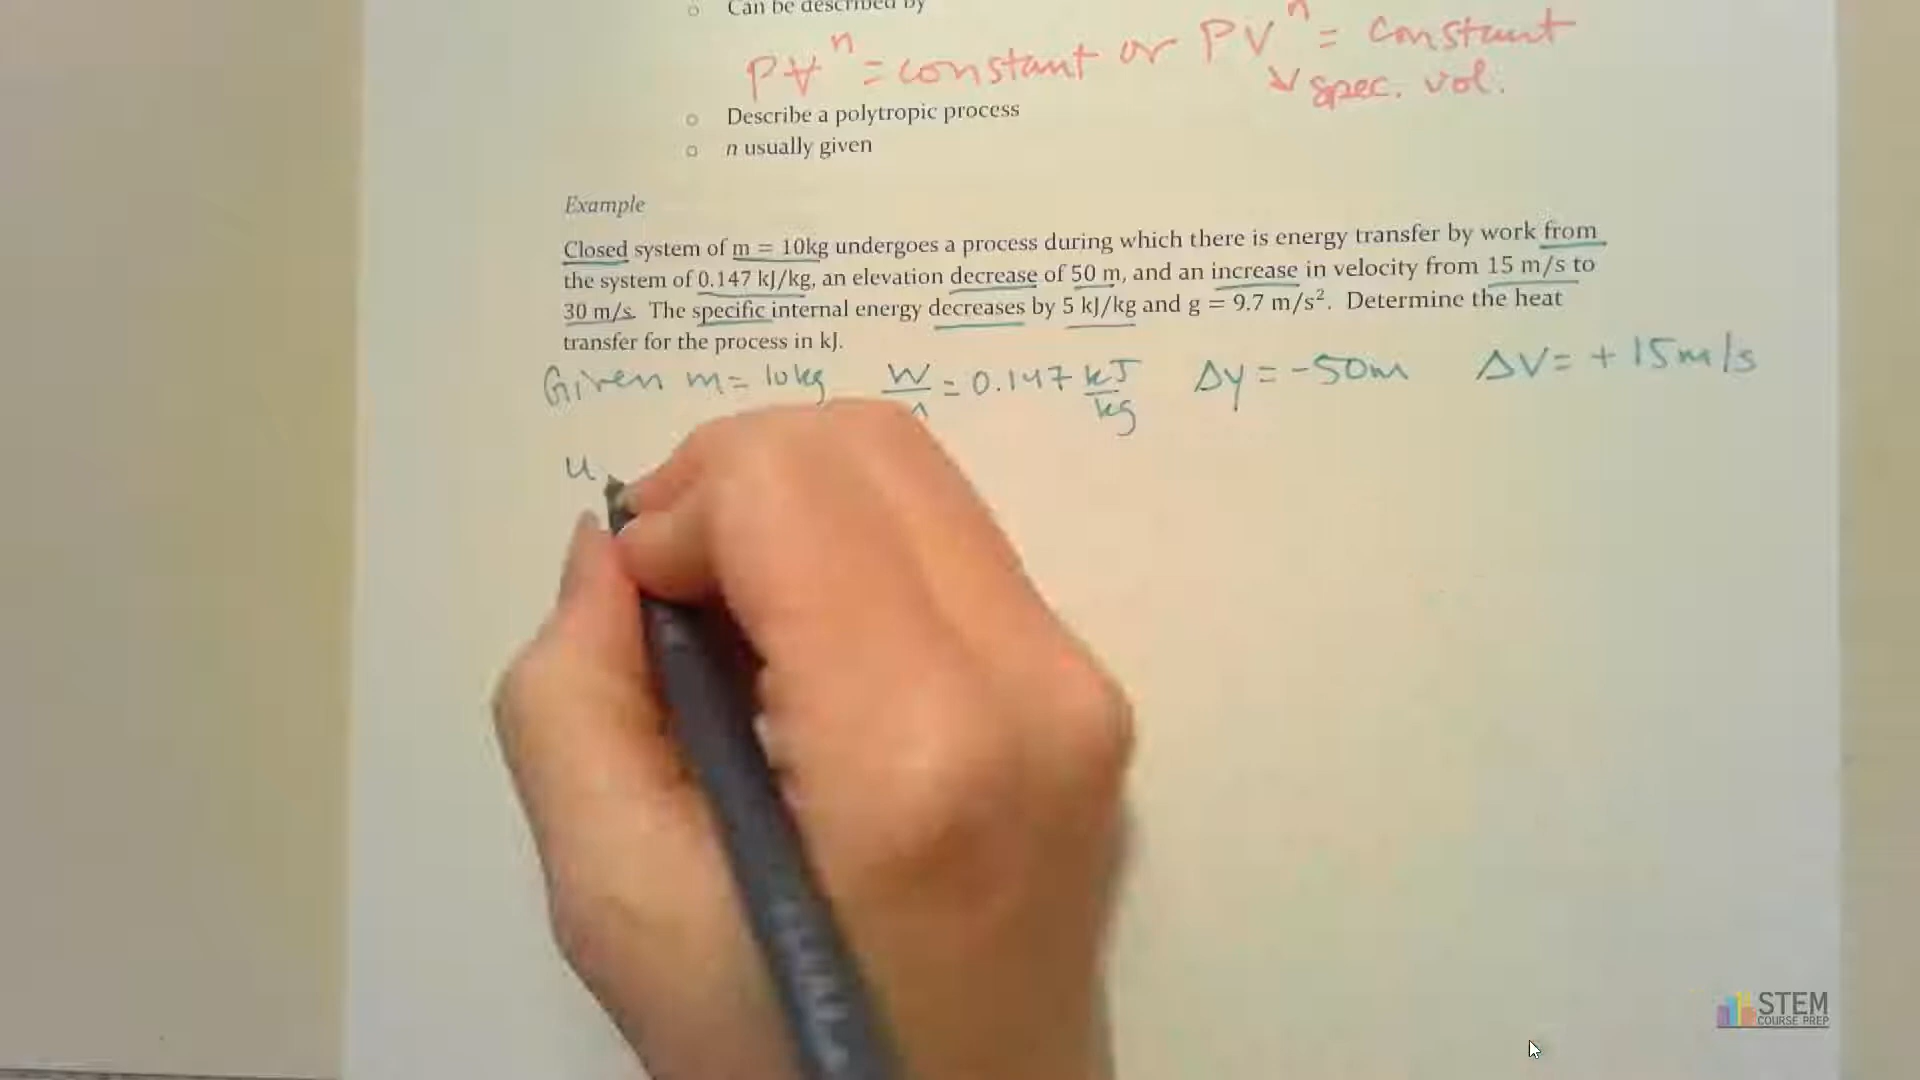 Can be described by
PV^n = constant or PV^n = constant
↘ spec. vol.
Describe a polytropic process
n usually given
Example
Closed system of m = 10kg undergoes a process during which there is energy transfer by work from
the system of 0.147 kJ/kg, an elevation decrease of 50 m, and an increase in velocity from 15 m/s to
30 m/s. The specific internal energy decreases by 5 kJ/kg and g = 9.7 m/s². Determine the heat
transfer for the process in kJ.
Given m = 10kg W = 0.147 kJ/kg Δy = -50m ΔV = +15m/s
u
STEM
COURSE PREP